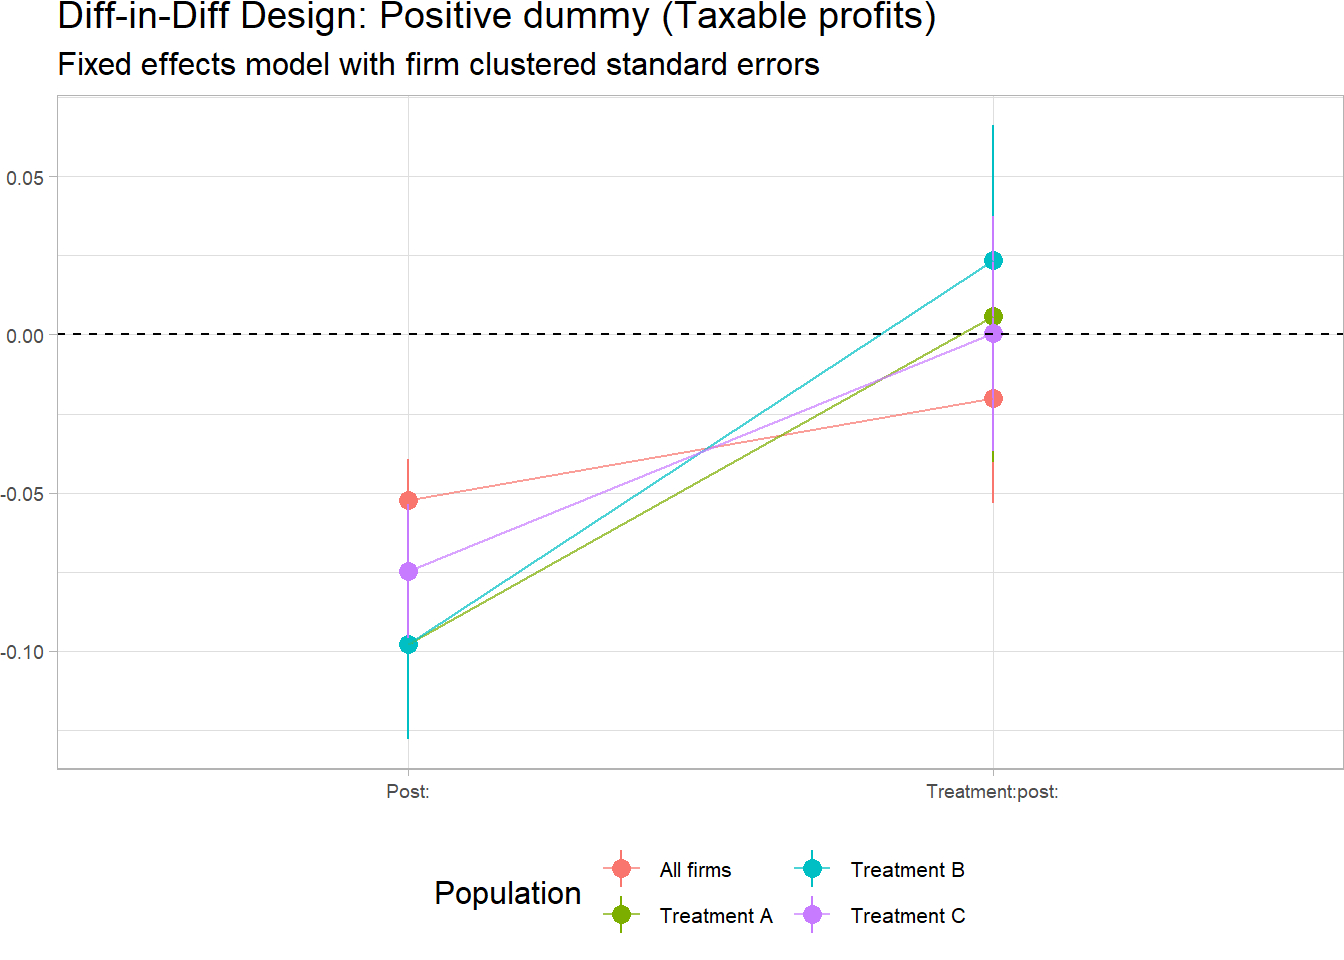 Diff-in-Diff Design: Positive dummy (Taxable profits)
Fixed effects model with firm clustered standard errors
0.05
0.00
-0.05
-0.10
Post:
Treatment:post:
Population
All firms
Treatment A
Treatment B
Treatment C